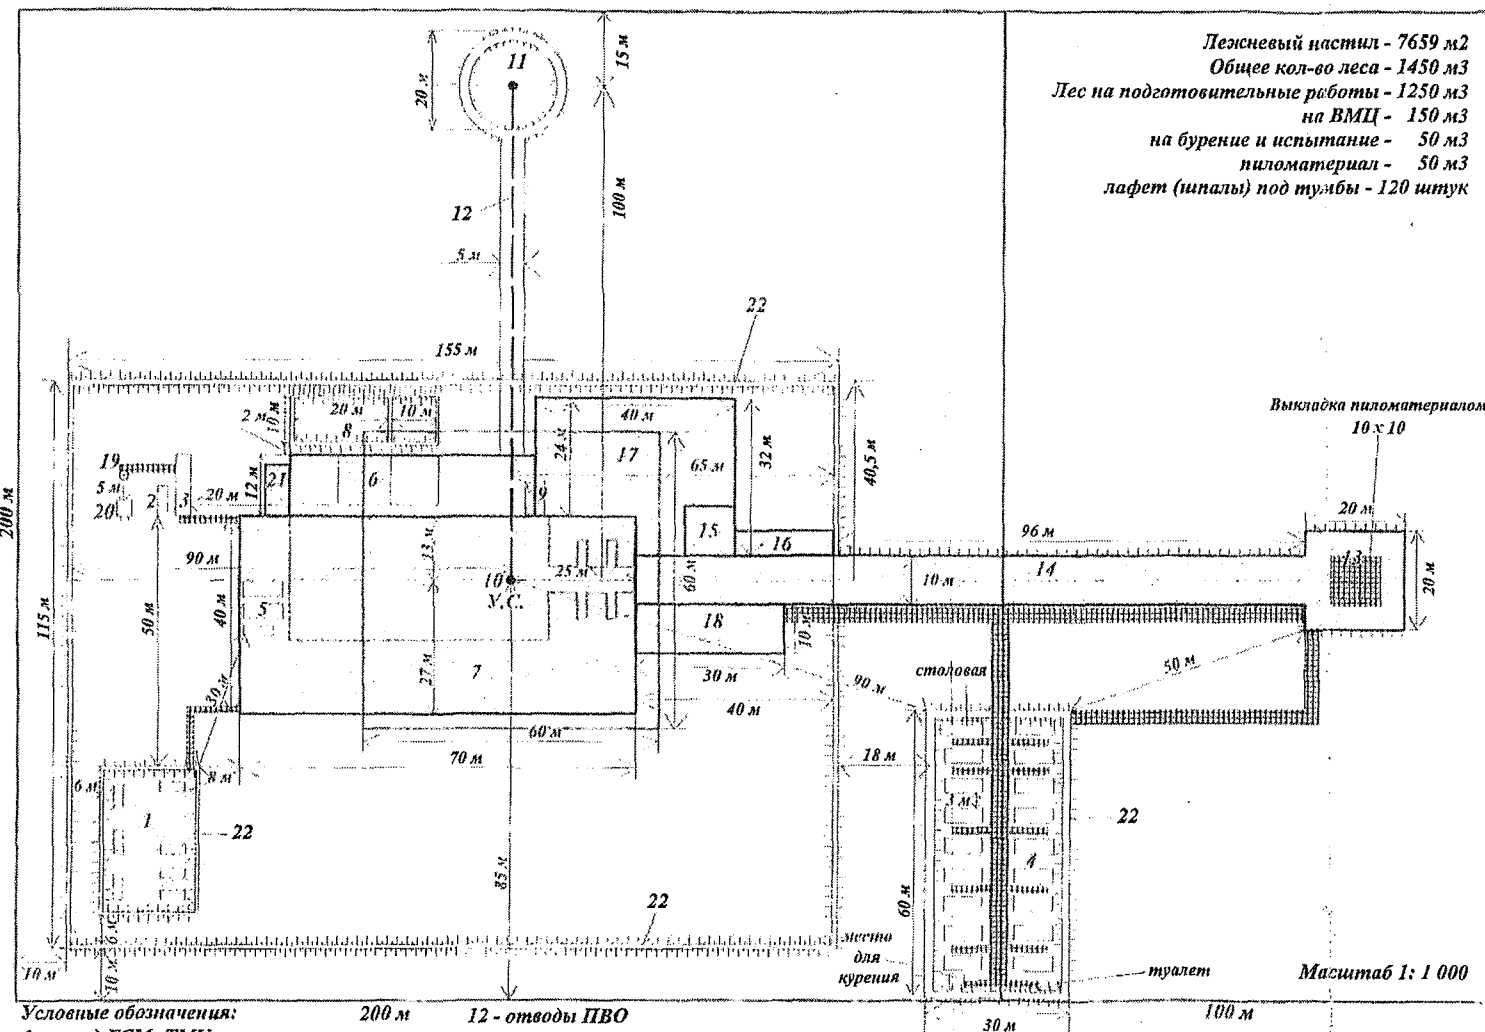 Лежневый настил - 7659 м2
Общее кол-во леса - 1450 м3
Лес на подготовительные работы - 1250 м3
на ВМЦ - 150 м3
на бурение и испытание - 50 м3
пиломатериал - 50 м3
лафет (шпалы) под тумбы - 120 штук
11
15 м
20 м
100 м
12
5 м
22
155 м
Выкладка пиломатериалом
10 х 10
2 м
10 м
20 м
10 м
8
40 м
24 м
17
65 м
32 м
40,5 м
19
5 м
20
2
3
20 м
12 м
21
6
9
15
16
96 м
20 м
200 м
90 м
13 м
10
У.С.
25 м
60 м
10 м
14
13
20 м
115 м
50 м
40 м
5
27 м
7
18
10 м
30 м
столовая
50 м
30 м
90 м
40 м
60 м
70 м
18 м
8 м
6 м
1
22
22
4
85 м
60 м
22
6 м
10 м
10 м
место
для
курения
туалет
Масштаб 1: 1 000
Условные обозначения:
200 м
12 - отводы ПВО
30 м
100 м